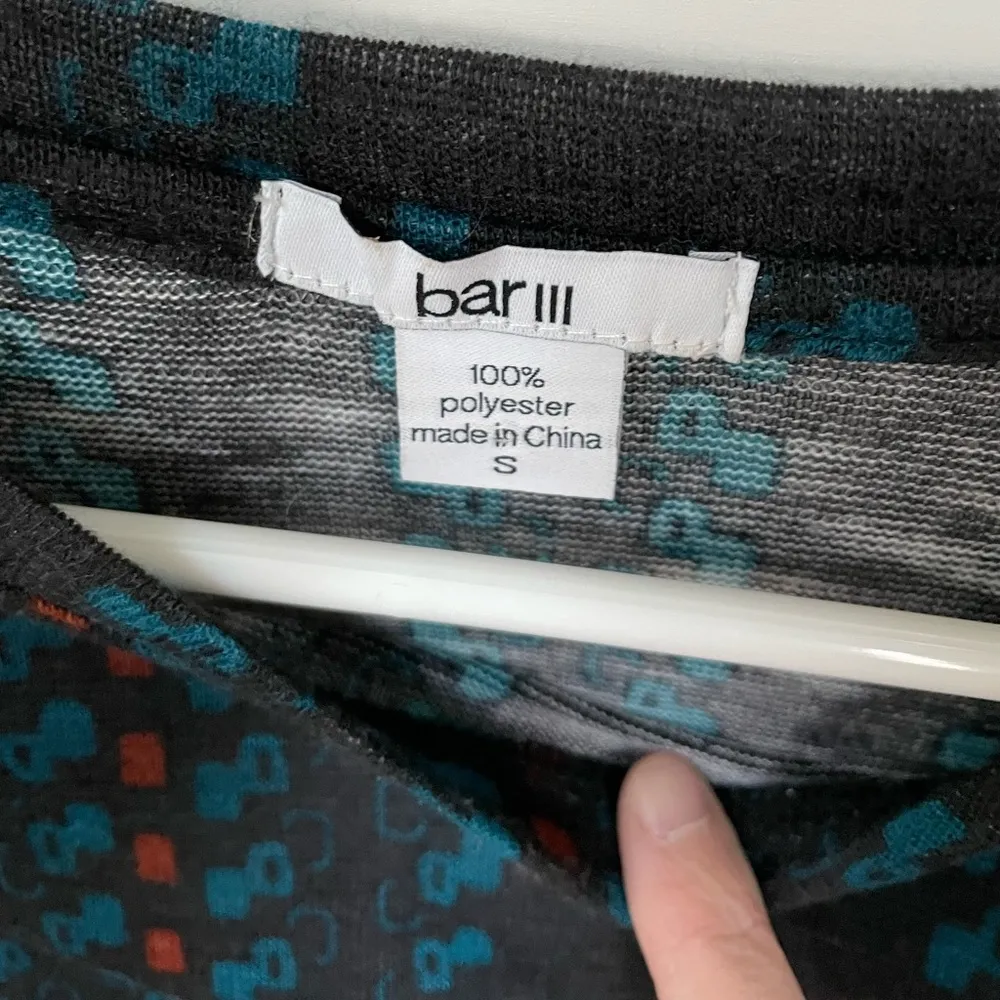 bar III
100%
polyester
made in China
S